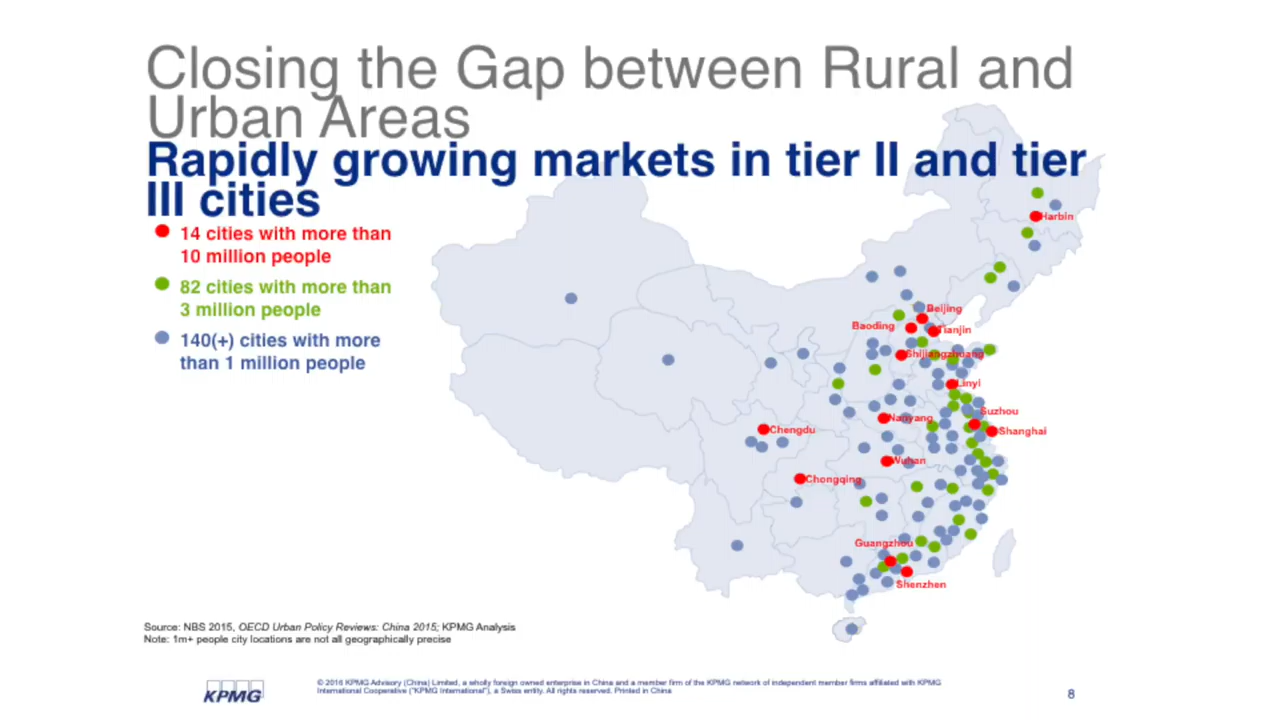 Closing the Gap between Rural and
Urban Areas
Rapidly growing markets in tier II and tier
III cities
14 cities with more than
10 million people
82 cities with more than
3 million people
140(+) cities with more
than 1 million people
Harbin
Beijing
Baoding
Tianjin
Shijiangzhuang
Linyi
Suzhou
Nanyang
Shanghai
Chengdu
Wuhan
Chongqing
Guangzhou
Shenzhen
Source: NBS 2015, OECD Urban Policy Reviews: China 2015; KPMG Analysis
Note: 1m+ people city locations are not all geographically precise
KPMG
© 2016 KPMG Advisory (China) Limited, a wholly foreign owned enterprise in China and a member firm of the KPMG network of independent member firms affiliated with KPMG
International Cooperative ("KPMG International"), a Swiss entity. All rights reserved. Printed in China
8